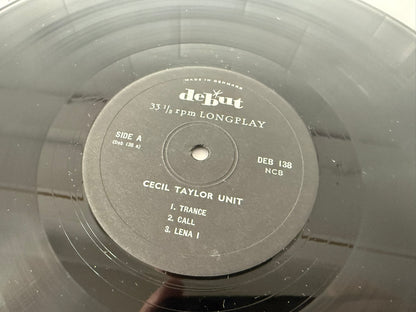 MADE IN DENMARK
debut
33 1/3 rpm LONGPLAY
SIDE A
(Deb 138 a)
DEB 138
NCB
CECIL TAYLOR UNIT
1. TRANCE
2. CALL
3. LENA I